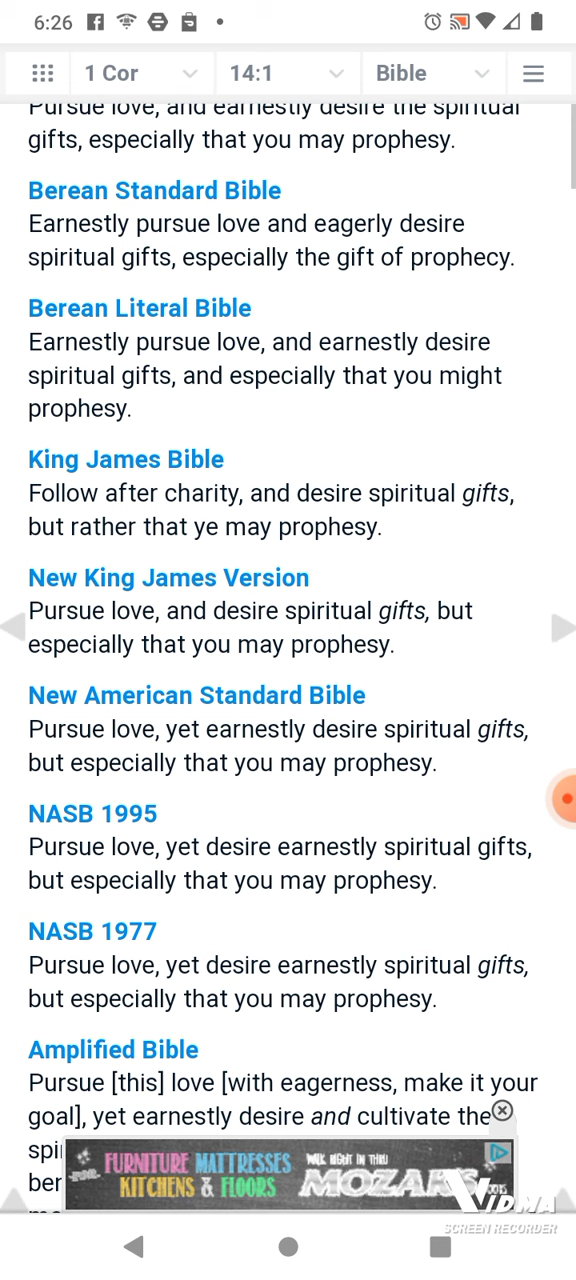 6:26
1 Cor 14:1 Bible
Pursue love, and earnestly desire the spiritual
gifts, especially that you may prophesy.
Berean Standard Bible
Earnestly pursue love and eagerly desire
spiritual gifts, especially the gift of prophecy.
Berean Literal Bible
Earnestly pursue love, and earnestly desire
spiritual gifts, and especially that you might
prophesy.
King James Bible
Follow after charity, and desire spiritual gifts,
but rather that ye may prophesy.
New King James Version
Pursue love, and desire spiritual gifts, but
especially that you may prophesy.
New American Standard Bible
Pursue love, yet earnestly desire spiritual gifts,
but especially that you may prophesy.
NASB 1995
Pursue love, yet desire earnestly spiritual gifts,
but especially that you may prophesy.
NASB 1977
Pursue love, yet desire earnestly spiritual gifts,
but especially that you may prophesy.
Amplified Bible
Pursue [this] love [with eagerness, make it your
goal], yet earnestly desire and cultivate the
FURNITURE MATTRESSES
KITCHENS & FLOORS
VIDMA
SCREEN RECORDER